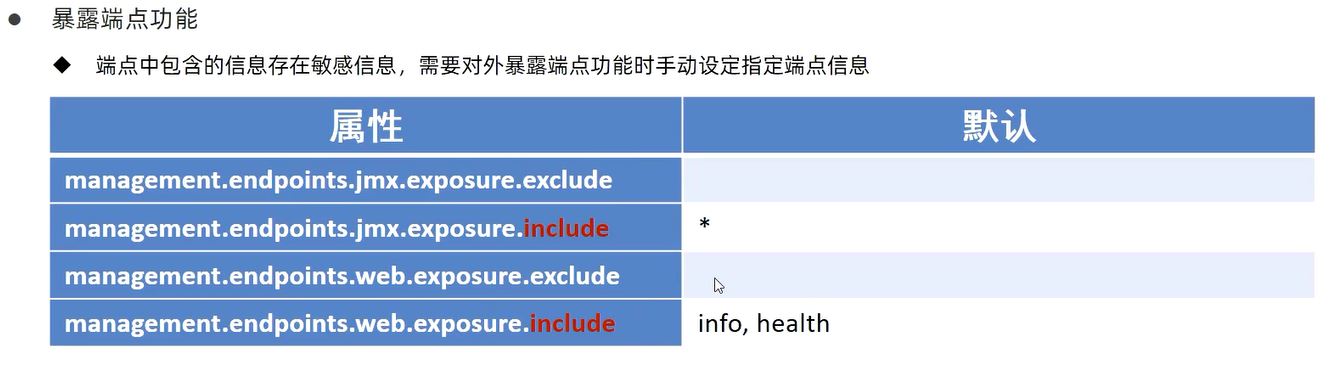 ● 暴露端点功能
◆ 端点中包含的信息存在敏感信息，需要对外暴露端点功能时手动设定指定端点信息
属性 默认
management.endpoints.jmx.exposure.exclude
management.endpoints.jmx.exposure.include *
management.endpoints.web.exposure.exclude
management.endpoints.web.exposure.include info, health